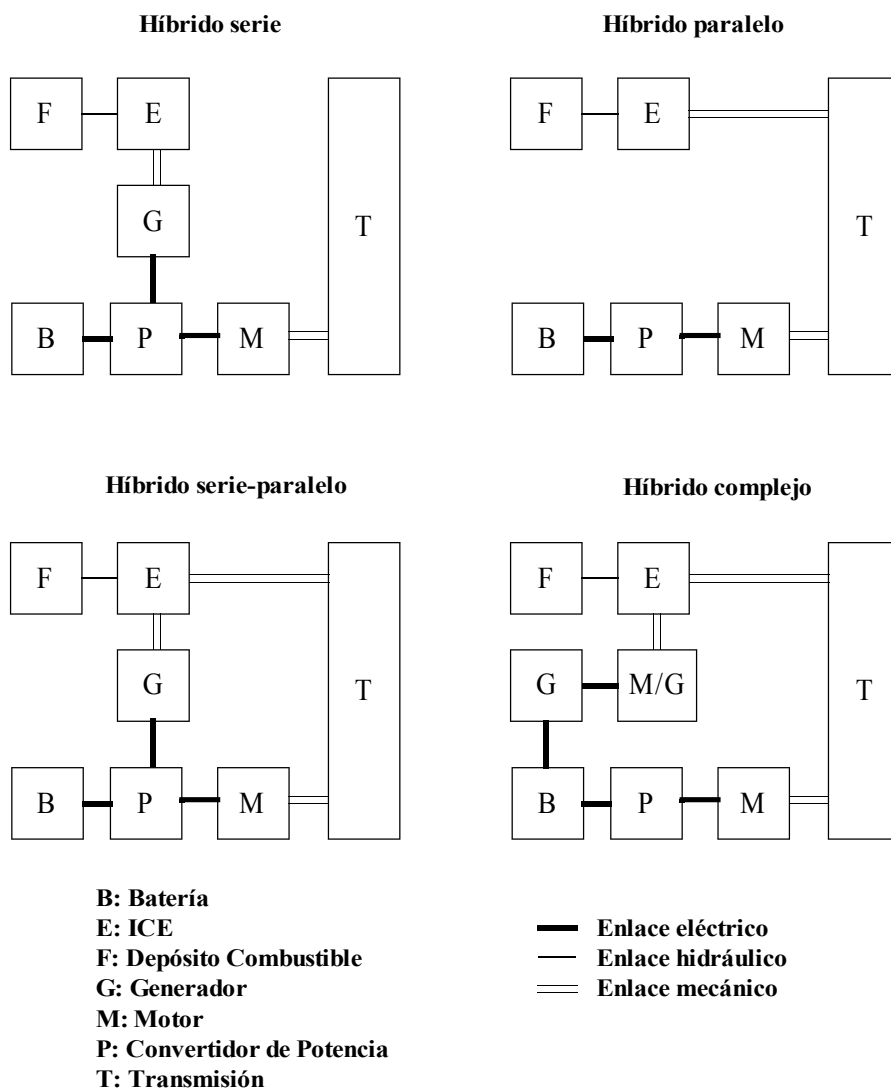 Híbrido serie
F
E
G
T
B
P
M
Híbrido paralelo
F
E
T
B
P
M
Híbrido serie-paralelo
F
E
G
T
B
P
M
Híbrido complejo
F
E
G
M/G
T
B
P
M
B: Batería
E: ICE
F: Depósito Combustible
G: Generador
M: Motor
P: Convertidor de Potencia
T: Transmisión
Enlace eléctrico
Enlace hidráulico
Enlace mecánico